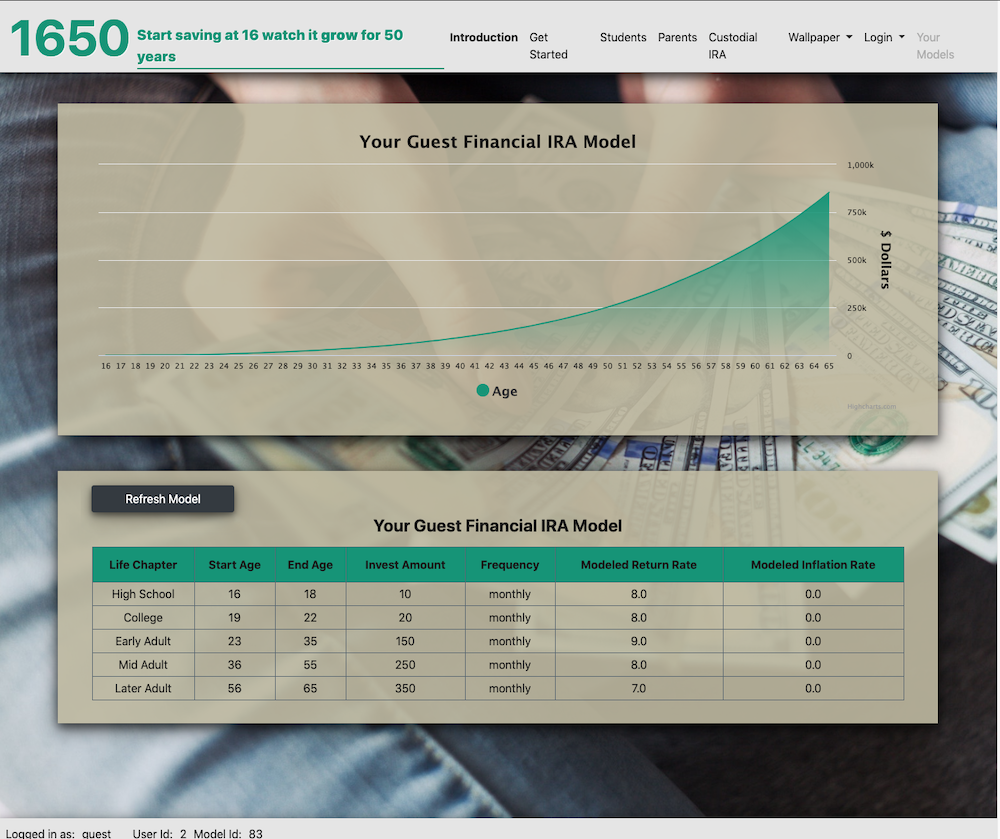 1650
Start saving at 16 watch it grow for 50
years
Introduction Get Students Parents Custodial Wallpaper Login Your
Started IRA Models
Your Guest Financial IRA Model
1,000k
750k
500k
250k
0
$ Dollars
16 17 18 19 20 21 22 23 24 25 26 27 28 29 30 31 32 33 34 35 36 37 38 39 40 41 42 43 44 45 46 47 48 49 50 51 52 53 54 55 56 57 58 59 60 61 62 63 64 65
Age
Highcharts.com
Refresh Model
Your Guest Financial IRA Model
Life Chapter Start Age End Age Invest Amount Frequency Modeled Return Rate Modeled Inflation Rate
High School 16 18 10 monthly 8.0 0.0
College 19 22 20 monthly 8.0 0.0
Early Adult 23 35 150 monthly 9.0 0.0
Mid Adult 36 55 250 monthly 8.0 0.0
Later Adult 56 65 350 monthly 7.0 0.0
Logged in as: guest User Id: 2 Model Id: 83